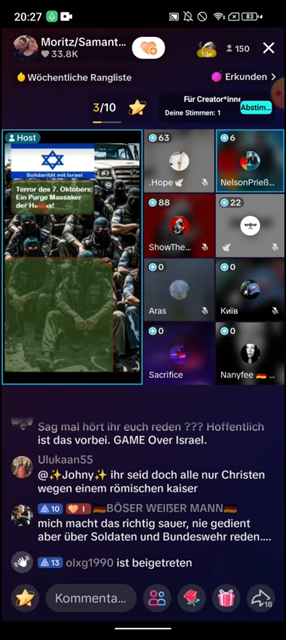 20:27
83
Moritz/Samant...
33.8K
150
Wöchentliche Rangliste
Erkunden >
3/10
Für Creator*inne
Deine Stimmen: 1
Abstim...
Host
Solidarität mit Israel
Terror des 7. Oktobers:
Ein Purge Massaker
der
63
.Hope
6
NelsonPrieß...
88
ShowThe...
22
0
Aras
0
Київ
0
Sacrifice
0
Nanyfee 🇩🇪 ...
Sag mal hört ihr euch reden ??? Hoffentlich
ist das vorbei. GAME Over Israel.
Ulukaan55
@✨Johny✨ ihr seid doch alle nur Christen
wegen einem römischen kaiser
10
I
🇩🇪BÖSER WEIẞER MANN🇩🇪
mich macht das richtig sauer, nie gedient
aber über Soldaten und Bundeswehr reden....
13
olxg1990 ist beigetreten
Kommenta...
18